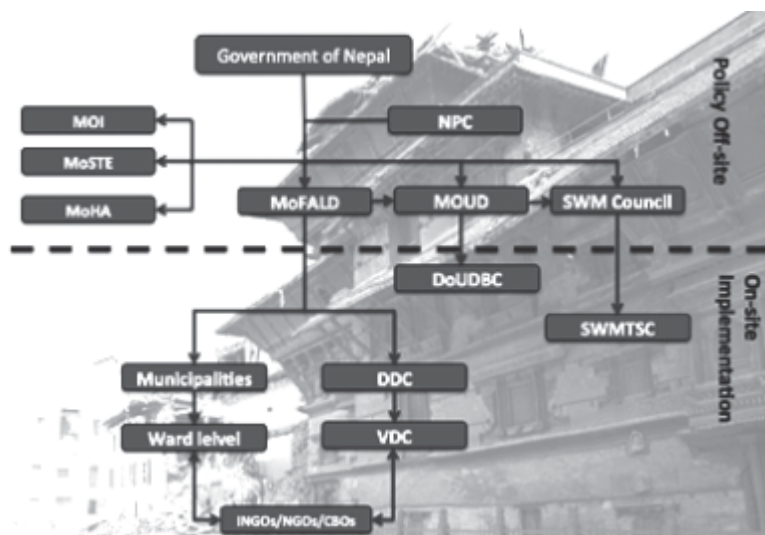 Government of Nepal
MOI
NPC
MoSTE
MoHA
MoFALD
MOUD
SWM Council
Policy Off-site
DoUDBC
SWMTSC
On-site
Implementation
Municipalities
DDC
Ward lelvel
VDC
INGOs/NGOs/CBOs